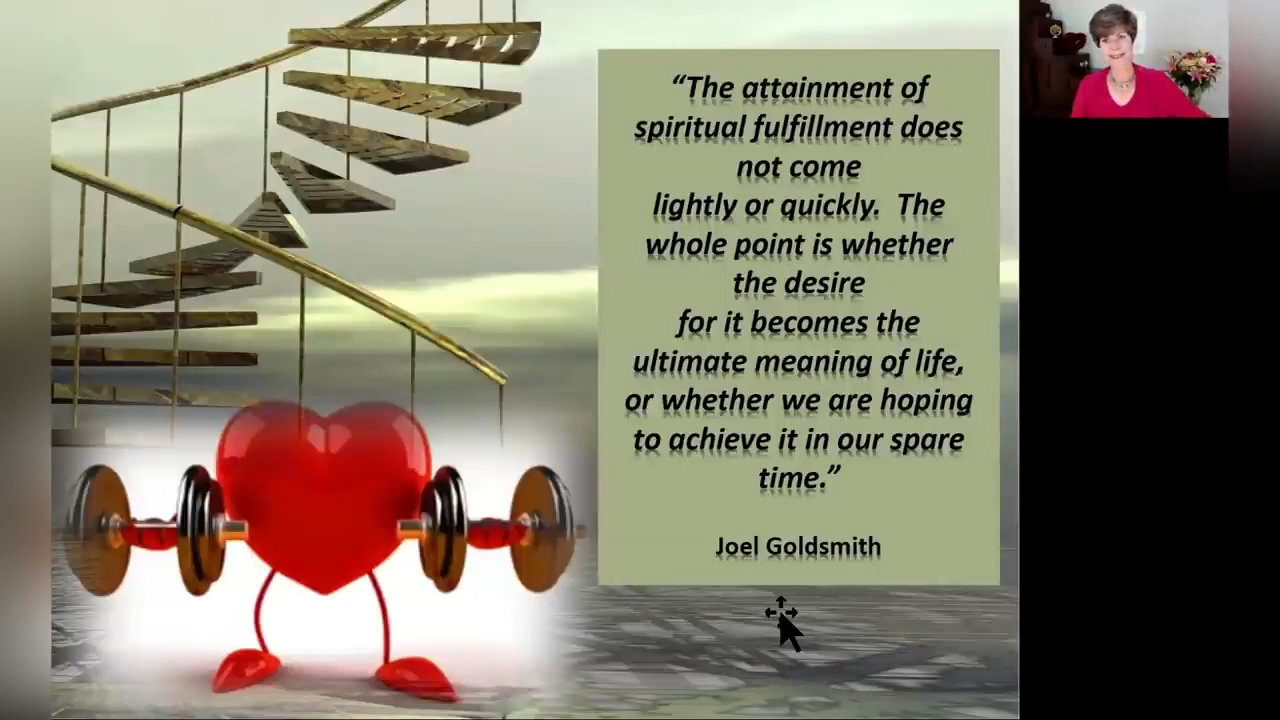 “The attainment of
spiritual fulfillment does
not come
lightly or quickly.  The
whole point is whether
the desire
for it becomes the
ultimate meaning of life,
or whether we are hoping
to achieve it in our spare
time.”
Joel Goldsmith